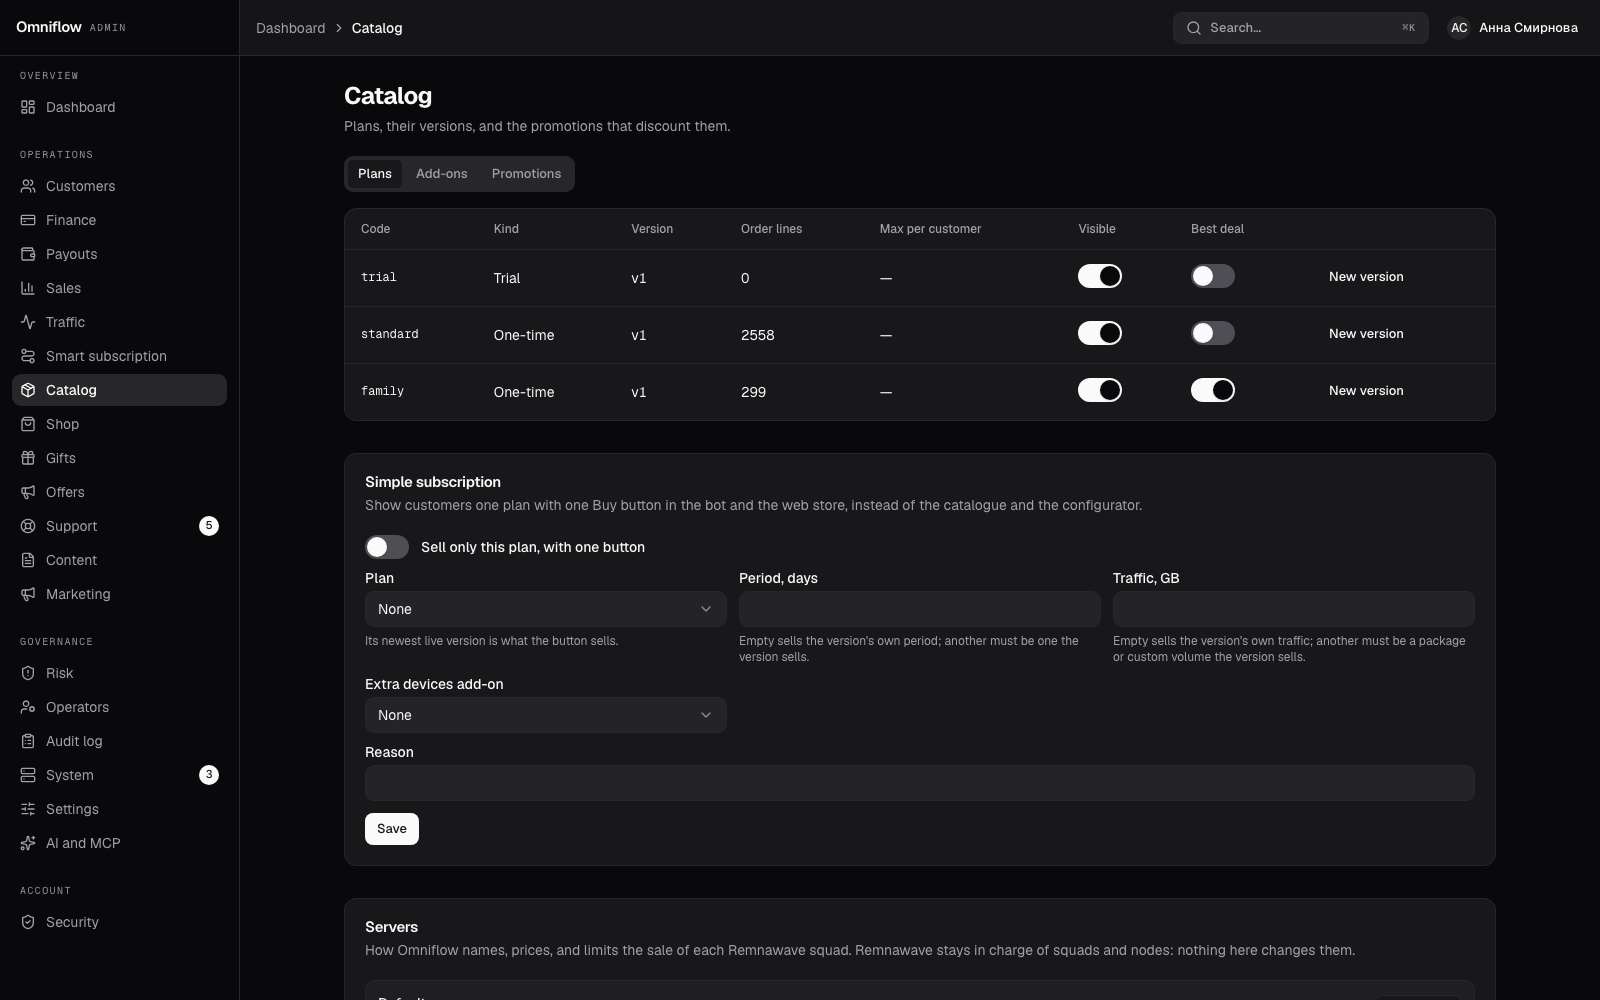 Omniflow ADMIN
Dashboard > Catalog
Search...
⌘K
AC
Анна Смирнова
OVERVIEW
Dashboard
OPERATIONS
Customers
Finance
Payouts
Sales
Traffic
Smart subscription
Catalog
Shop
Gifts
Offers
Support 5
Content
Marketing
GOVERNANCE
Risk
Operators
Audit log
System 3
Settings
AI and MCP
ACCOUNT
Security
Catalog
Plans, their versions, and the promotions that discount them.
Plans Add-ons Promotions
Code Kind Version Order lines Max per customer Visible Best deal
trial Trial v1 0 — New version
standard One-time v1 2558 — New version
family One-time v1 299 — New version
Simple subscription
Show customers one plan with one Buy button in the bot and the web store, instead of the catalogue and the configurator.
Sell only this plan, with one button
Plan
None
Its newest live version is what the button sells.
Period, days
Empty sells the version's own period; another must be one the
version sells.
Traffic, GB
Empty sells the version's own traffic; another must be a package
or custom volume the version sells.
Extra devices add-on
None
Reason
Save
Servers
How Omniflow names, prices, and limits the sale of each Remnawave squad. Remnawave stays in charge of squads and nodes: nothing here changes them.